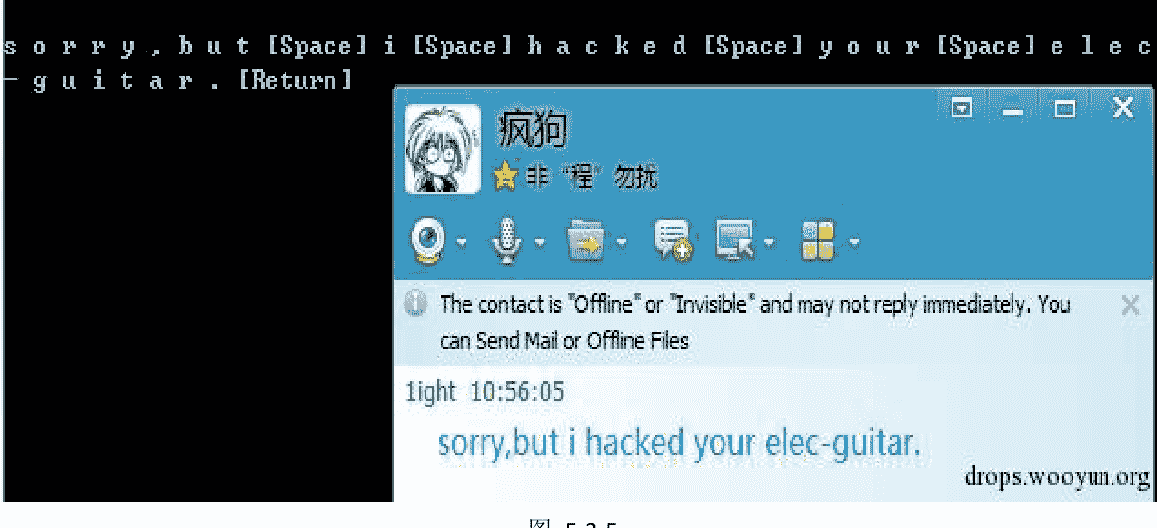 s o r r y , b u t [Space] i [Space] h a c k e d [Space] y o u r [Space] e l e c
- g u i t a r . [Return]
疯狗
非 "程" 勿扰
The contact is "Offline" or "Invisible" and may not reply immediately. You
can Send Mail or Offline Files
1ight 10:56:05
sorry,but i hacked your elec-guitar.
drops.wooyun.org